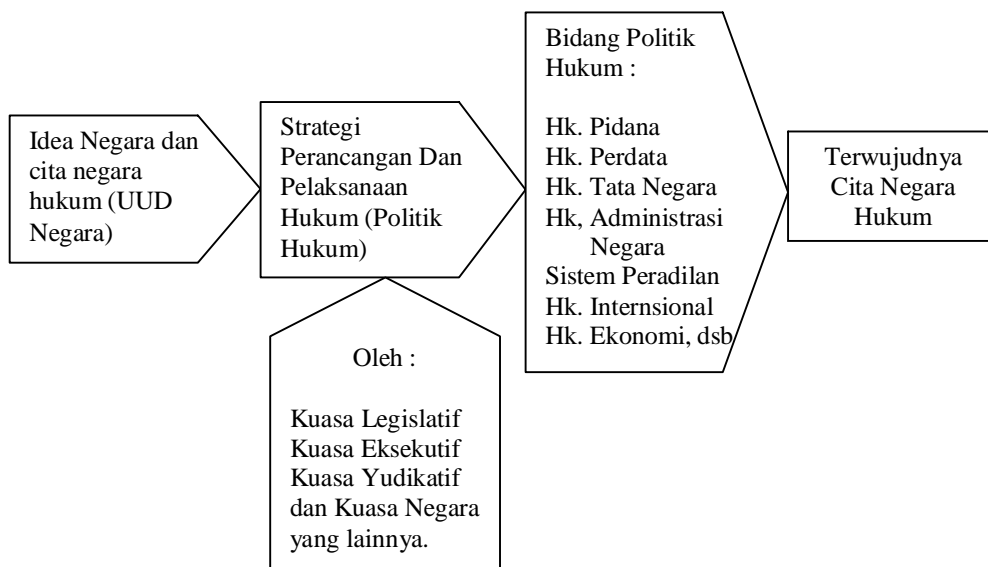 Idea Negara dan
cita negara
hukum (UUD
Negara)
Strategi
Perancangan Dan
Pelaksanaan
Hukum (Politik
Hukum)
Oleh :
Kuasa Legislatif
Kuasa Eksekutif
Kuasa Yudikatif
dan Kuasa Negara
yang lainnya.
Bidang Politik
Hukum :
Hk. Pidana
Hk. Perdata
Hk. Tata Negara
Hk, Administrasi
Negara
Sistem Peradilan
Hk. Internsional
Hk. Ekonomi, dsb
Terwujudnya
Cita Negara
Hukum